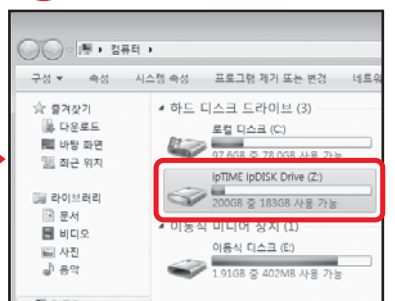 컴퓨터
구성 속성 시스템 속성 프로그램 제거 또는 변경 네트워
즐겨찾기
다운로드
바탕 화면
최근 위치
라이브러리
문서
비디오
사진
음악
하드 디스크 드라이브 (3)
로컬 디스크 (C:)
97.6GB 중 78.0GB 사용 가능
ipTIME ipDISK Drive (Z:)
200GB 중 183GB 사용 가능
이동식 미디어 장치 (1)
이동식 디스크 (E:)
1.91GB 중 402MB 사용 가능